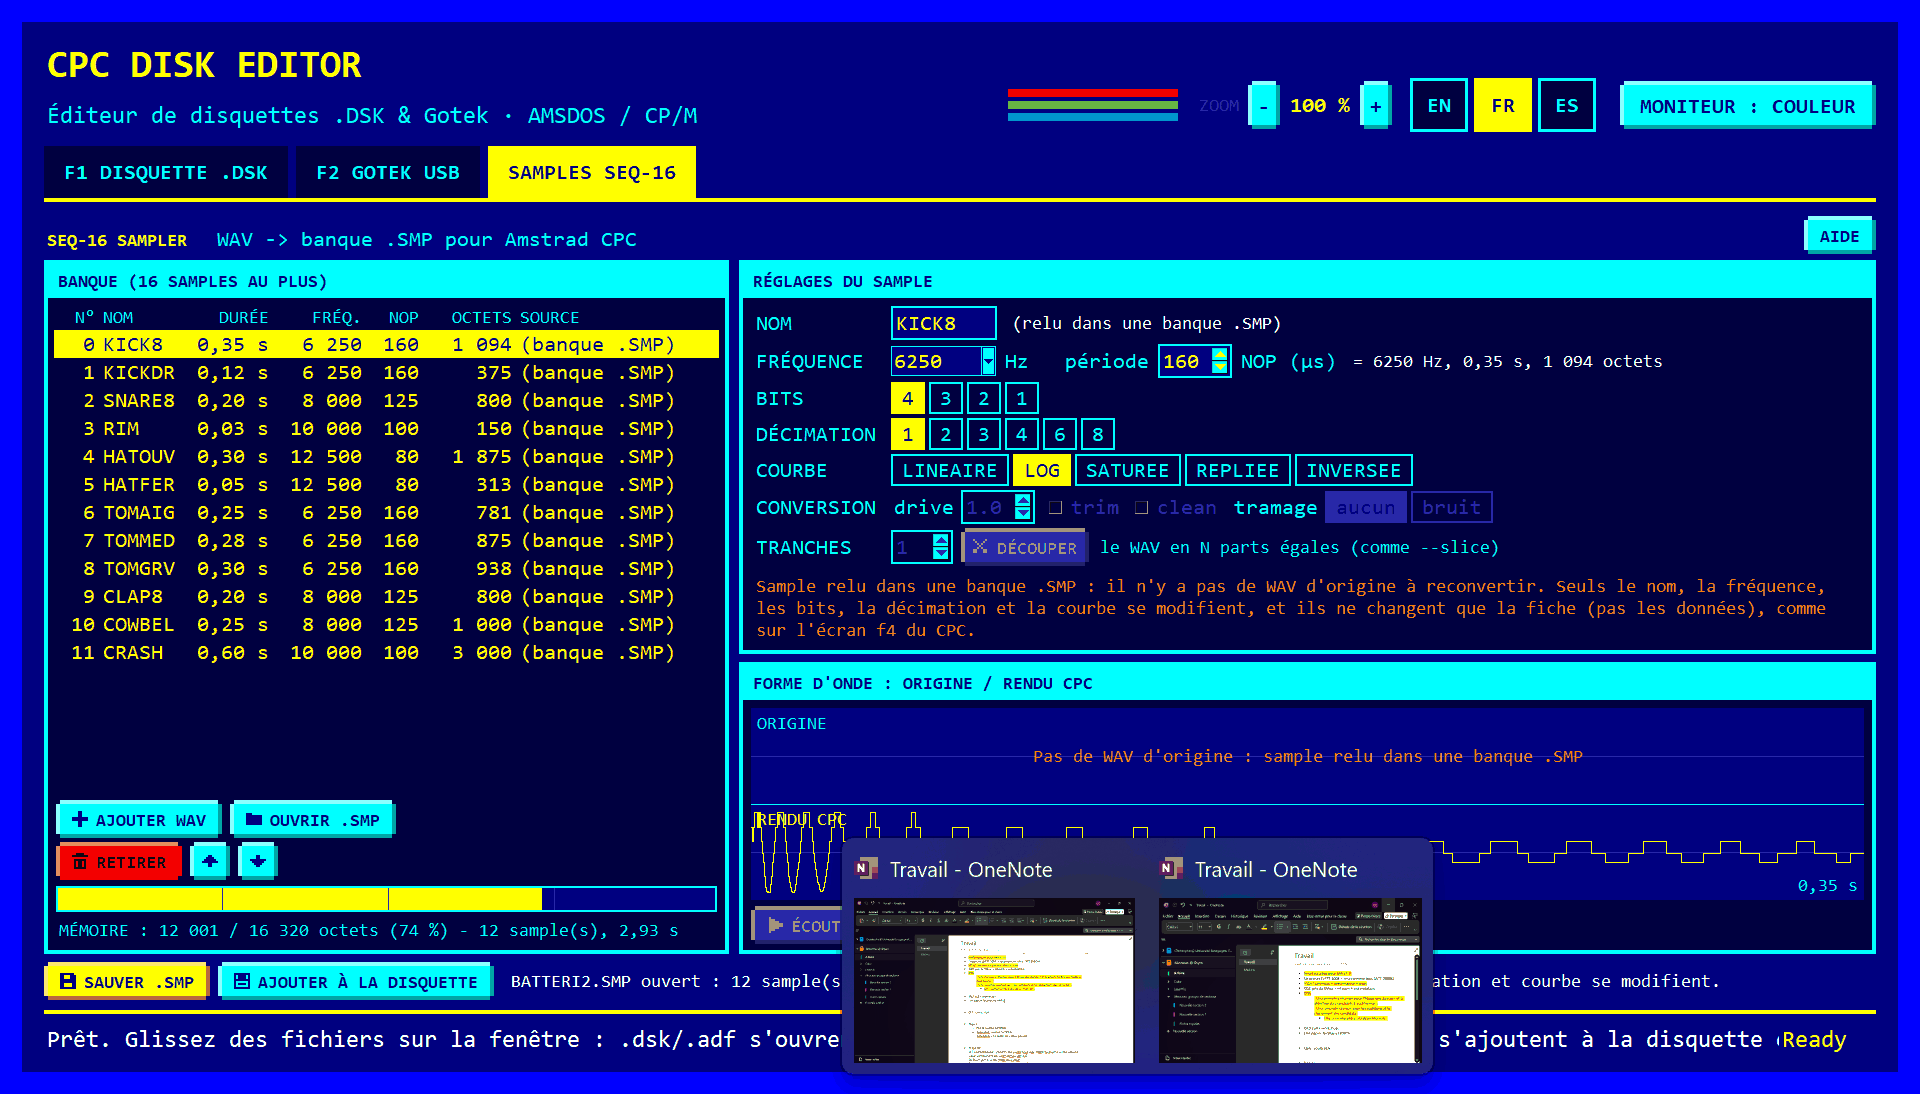 CPC DISK EDITOR
Éditeur de disquettes .DSK & Gotek · AMSDOS / CP/M
ZOOM - 100 % + EN FR ES MONITEUR : COULEUR
F1 DISQUETTE .DSK F2 GOTEK USB SAMPLES SEQ-16
SEQ-16 SAMPLER WAV -> banque .SMP pour Amstrad CPC AIDE
BANQUE (16 SAMPLES AU PLUS)
N° NOM DURÉE FRÉQ. NOP OCTETS SOURCE
0 KICK8 0,35 s 6 250 160 1 094 (banque .SMP)
1 KICKDR 0,12 s 6 250 160 375 (banque .SMP)
2 SNARE8 0,20 s 8 000 125 800 (banque .SMP)
3 RIM 0,03 s 10 000 100 150 (banque .SMP)
4 HATOUV 0,30 s 12 500 80 1 875 (banque .SMP)
5 HATFER 0,05 s 12 500 80 313 (banque .SMP)
6 TOMAIG 0,25 s 6 250 160 781 (banque .SMP)
7 TOMMED 0,28 s 6 250 160 875 (banque .SMP)
8 TOMGRV 0,30 s 6 250 160 938 (banque .SMP)
9 CLAP8 0,20 s 8 000 125 800 (banque .SMP)
10 COWBEL 0,25 s 8 000 125 1 000 (banque .SMP)
11 CRASH 0,60 s 10 000 100 3 000 (banque .SMP)
AJOUTER WAV OUVRIR .SMP
RETIRER
MÉMOIRE : 12 001 / 16 320 octets (74 %) - 12 sample(s), 2,93 s
RÉGLAGES DU SAMPLE
NOM KICK8 (relu dans une banque .SMP)
FRÉQUENCE 6250 Hz période 160 NOP (µs) = 6250 Hz, 0,35 s, 1 094 octets
BITS 4 3 2 1
DÉCIMATION 1 2 3 4 6 8
COURBE LINEAIRE LOG SATUREE REPLIEE INVERSEE
CONVERSION drive 1.0 trim clean tramage aucun bruit
TRANCHES 1 DÉCOUPER le WAV en N parts égales (comme --slice)
Sample relu dans une banque .SMP : il n'y a pas de WAV d'origine à reconvertir. Seuls le nom, la fréquence,
les bits, la décimation et la courbe se modifient, et ils ne changent que la fiche (pas les données), comme
sur l'écran f4 du CPC.
FORME D'ONDE : ORIGINE / RENDU CPC
ORIGINE
Pas de WAV d'origine : sample relu dans une banque .SMP
RENDU CPC
0,35 s
ÉCOUT
Travail - OneNote Travail - OneNote
SAUVER .SMP AJOUTER À LA DISQUETTE BATTERI2.SMP ouvert : 12 sample(s ation et courbe se modifient.
Prêt. Glissez des fichiers sur la fenêtre : .dsk/.adf s'ouvre s'ajoutent à la disquette Ready